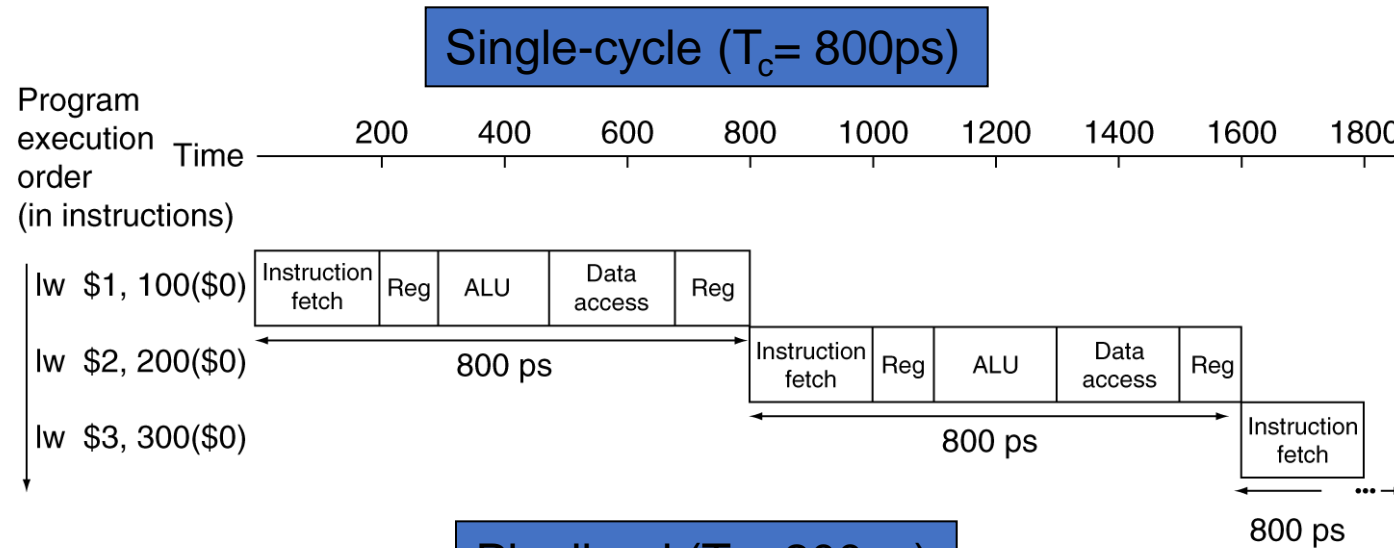 Single-cycle (Tc= 800ps)
Program
execution
order
(in instructions)
Time
200 400 600 800 1000 1200 1400 1600 1800
lw $1, 100($0)
Instruction fetch
Reg
ALU
Data access
Reg
800 ps
lw $2, 200($0)
Instruction fetch
Reg
ALU
Data access
Reg
800 ps
lw $3, 300($0)
Instruction fetch
...
800 ps